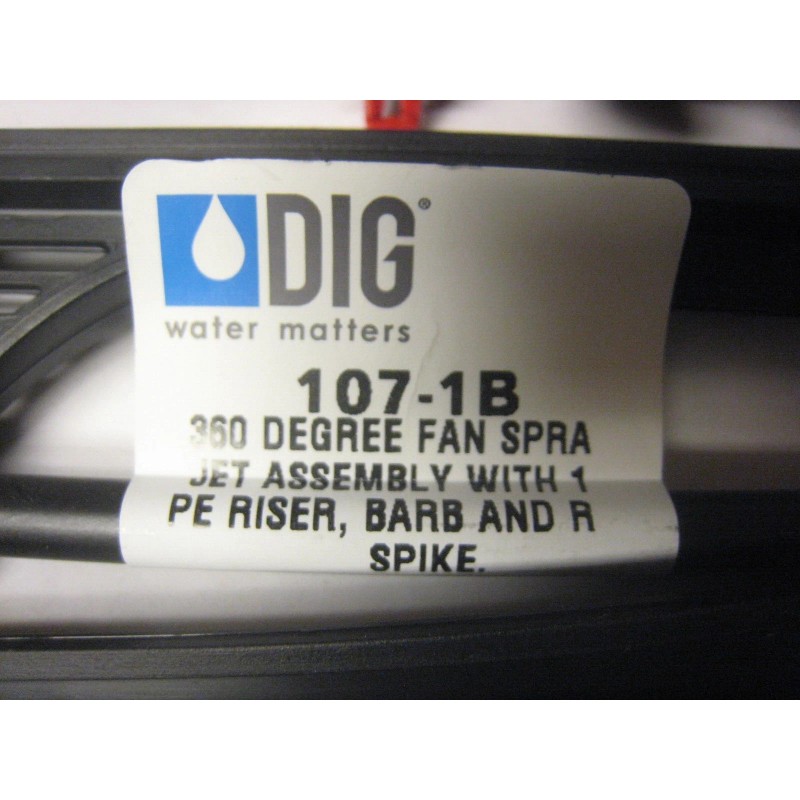 DIG®
water matters
107-1B
360 DEGREE FAN SPRA
JET ASSEMBLY WITH 1
PE RISER, BARB AND R
SPIKE.